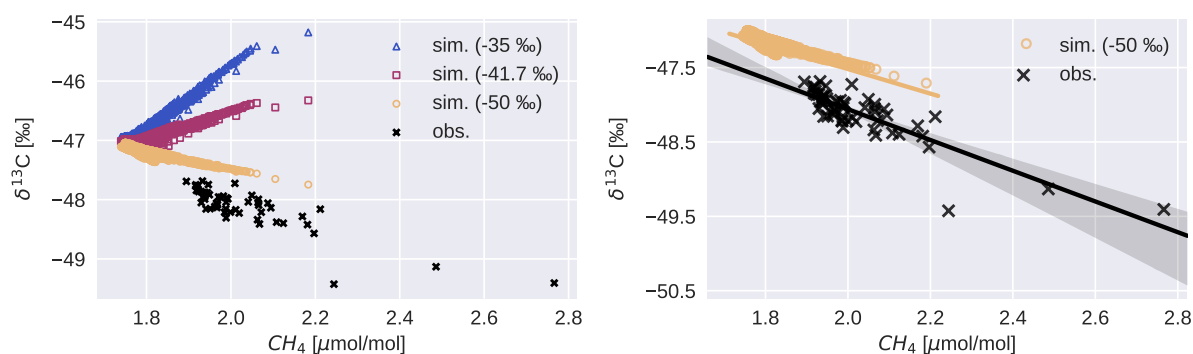 −45
−46
−47
−48
−49
δ¹³C [‰]
sim. (-35 ‰)
sim. (-41.7 ‰)
sim. (-50 ‰)
obs.
1.8 2.0 2.2 2.4 2.6 2.8
CH₄ [μmol/mol]
−47.5
−48.5
−49.5
−50.5
δ¹³C [‰]
sim. (-50 ‰)
obs.
1.8 2.0 2.2 2.4 2.6 2.8
CH₄ [μmol/mol]